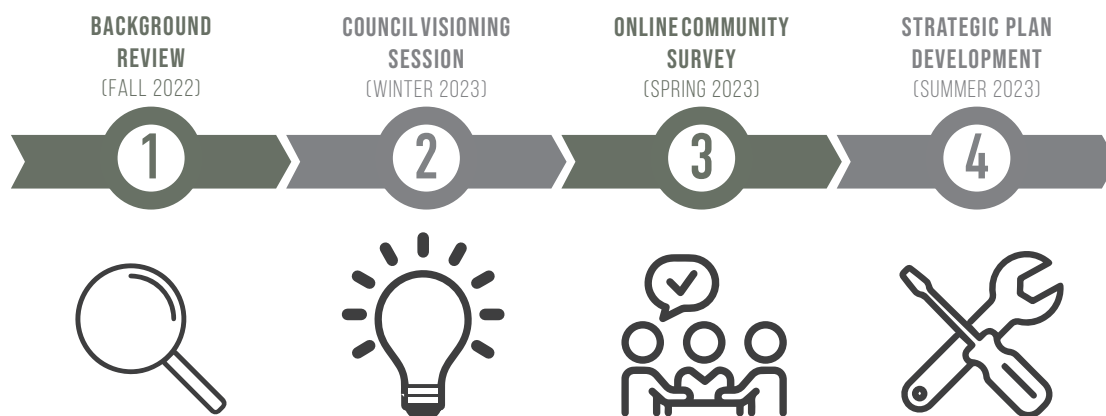 BACKGROUND
REVIEW
(FALL 2022)
1
COUNCIL VISIONING
SESSION
(WINTER 2023)
2
ONLINE COMMUNITY
SURVEY
(SPRING 2023)
3
STRATEGIC PLAN
DEVELOPMENT
(SUMMER 2023)
4